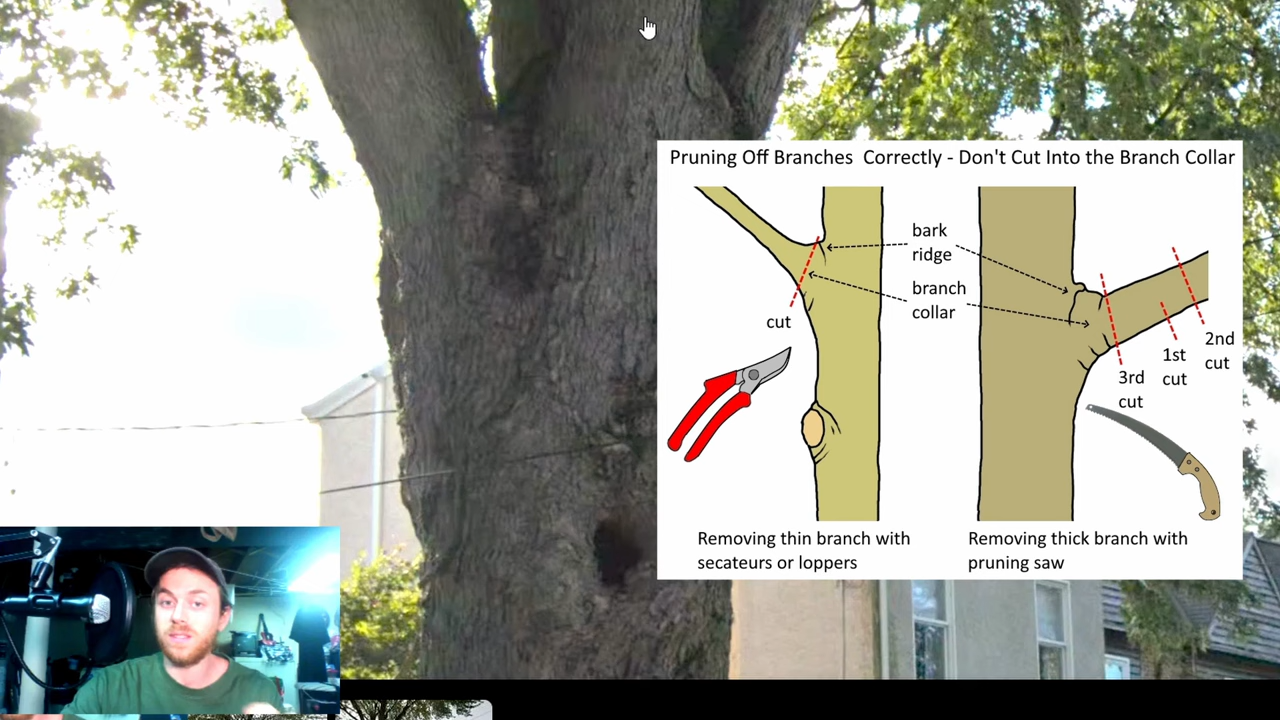 Pruning Off Branches  Correctly - Don't Cut Into the Branch Collar
bark
ridge
branch
collar
cut
2nd
cut
1st
cut
3rd
cut
Removing thin branch with
secateurs or loppers
Removing thick branch with
pruning saw